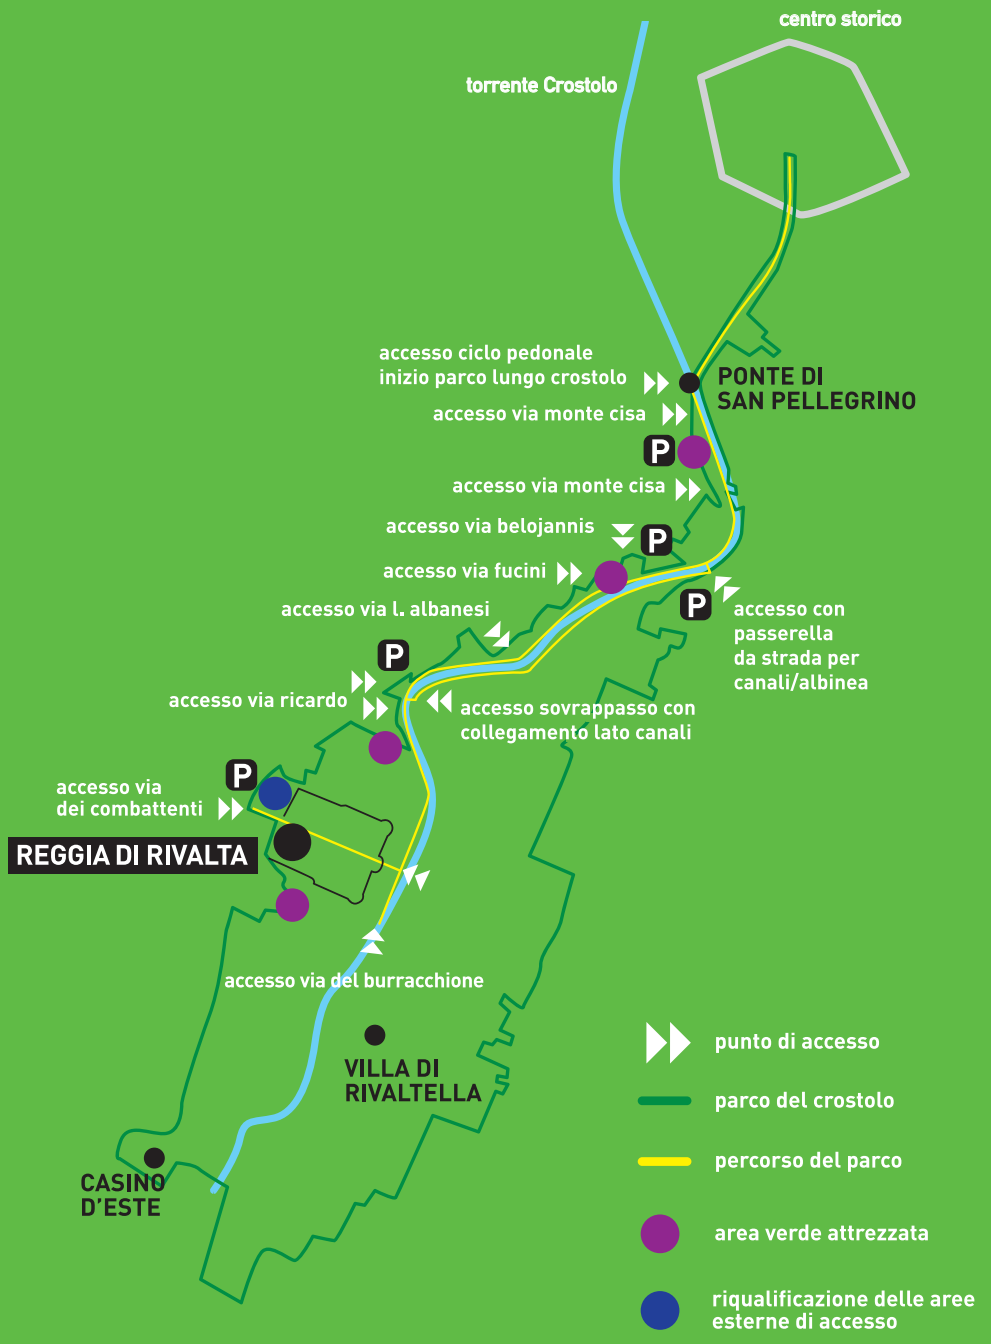 centro storico
torrente Crostolo
accesso ciclo pedonale
inizio parco lungo crostolo
PONTE DI
SAN PELLEGRINO
accesso via monte cisa
P
accesso via monte cisa
accesso via belojannis
P
accesso via fucini
accesso via l. albanesi
P
accesso con
passerella
da strada per
canali/albinea
P
accesso via ricardo
accesso sovrappasso con
collegamento lato canali
P
accesso via
dei combattenti
REGGIA DI RIVALTA
accesso via del burracchione
VILLA DI
RIVALTELLA
CASINO
D'ESTE
punto di accesso
parco del crostolo
percorso del parco
area verde attrezzata
riqualificazione delle aree
esterne di accesso